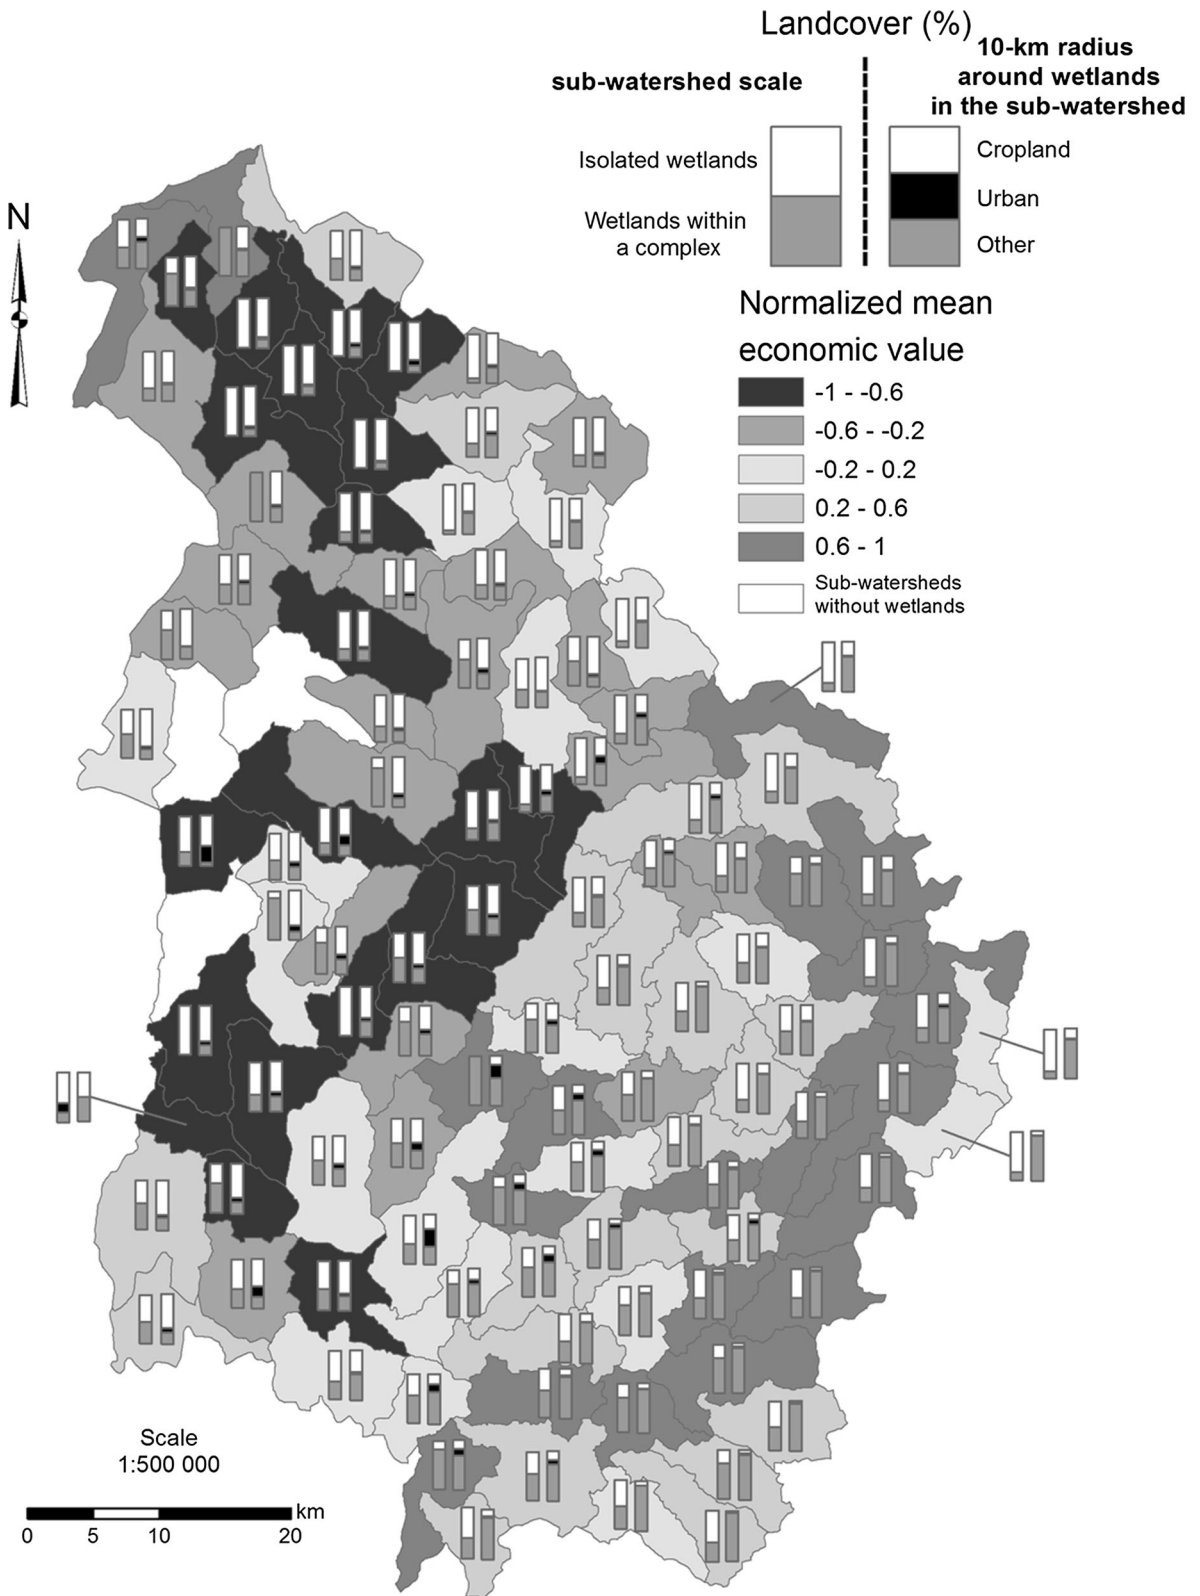 Landcover (%)
sub-watershed scale
10-km radius
around wetlands
in the sub-watershed
Isolated wetlands
Wetlands within
a complex
Cropland
Urban
Other
N
Normalized mean
economic value
-1 - -0.6
-0.6 - -0.2
-0.2 - 0.2
0.2 - 0.6
0.6 - 1
Sub-watersheds
without wetlands
Scale
1:500 000
km
0 5 10 20